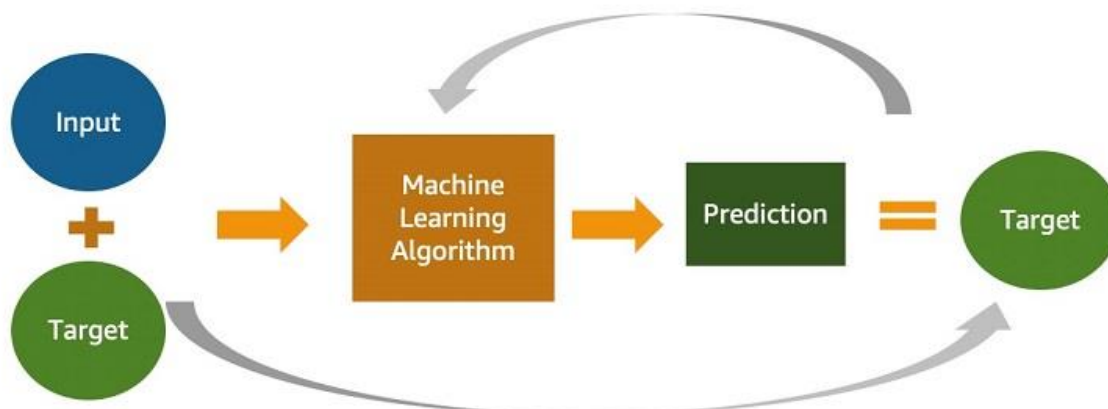 Input
Target
Machine
Learning
Algorithm
Prediction
Target